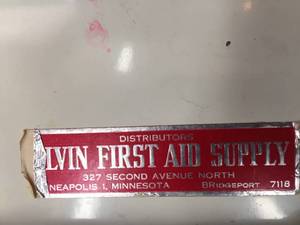 DISTRIBUTORS
LVIN FIRST AID SUPPLY
327 SECOND AVENUE NORTH
NEAPOLIS 1, MINNESOTA BRIDGEPORT 7118